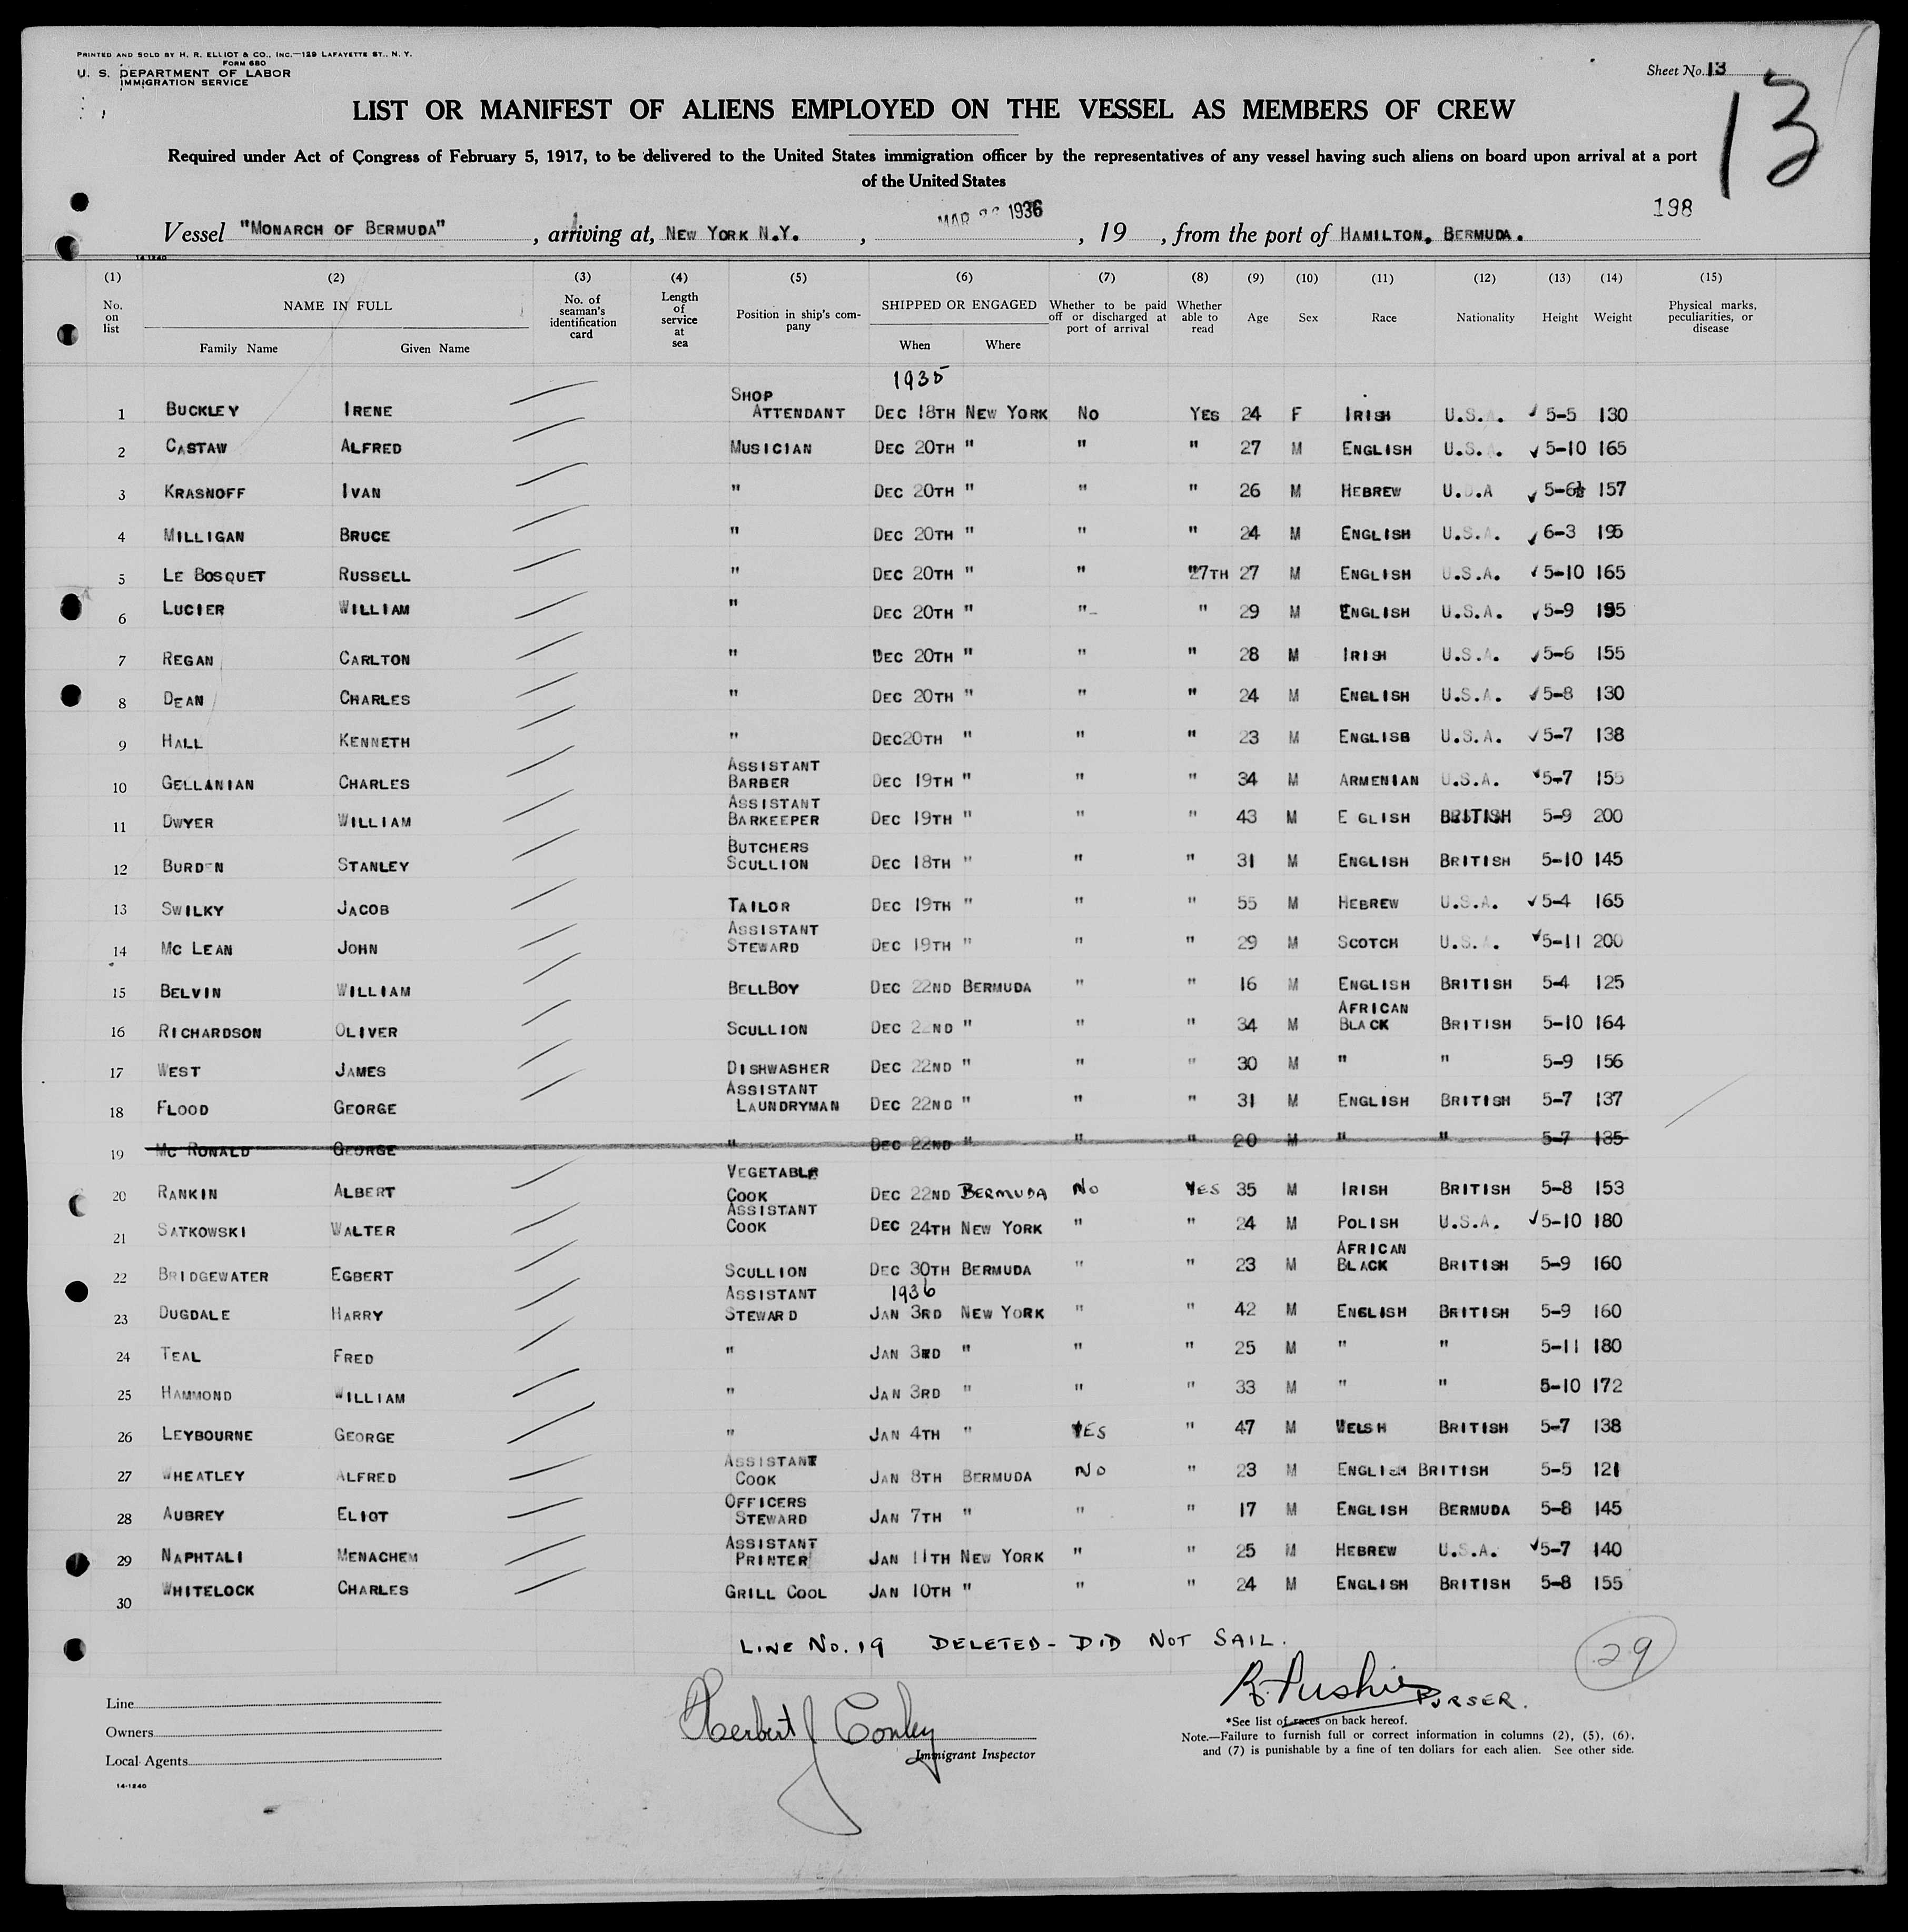 PRINTED AND SOLD BY H. R. ELLIOT & CO., INC.—129 LAFAYETTE ST., N. Y.
FORM 680
U. S. DEPARTMENT OF LABOR
IMMIGRATION SERVICE
Sheet No. 13
13
LIST OR MANIFEST OF ALIENS EMPLOYED ON THE VESSEL AS MEMBERS OF CREW
Required under Act of Congress of February 5, 1917, to be delivered to the United States immigration officer by the representatives of any vessel having such aliens on board upon arrival at a port
of the United States
198
Vessel "MONARCH OF BERMUDA", arriving at, NEW YORK N.Y., MAR 1936, 19 , from the port of HAMILTON, BERMUDA.
14-1240
(1) (2) (3) (4) (5) (6) (7) (8) (9) (10) (11) (12) (13) (14) (15)
No. on list NAME IN FULL Family Name Given Name No. of seaman's identification card Length of service at sea Position in ship's company SHIPPED OR ENGAGED When Where Whether to be paid off or discharged at port of arrival Whether able to read Age Sex Race Nationality Height Weight Physical marks, peculiarities, or disease
1935
1 BUCKLEY IRENE SHOP ATTENDANT DEC 18TH NEW YORK NO YES 24 F IRISH U.S.A. 5-5 130
2 CASTAW ALFRED MUSICIAN DEC 20TH " " " 27 M ENGLISH U.S.A. 5-10 165
3 KRASNOFF IVAN " DEC 20TH " " " 26 M HEBREW U.S.A 5-6½ 157
4 MILLIGAN BRUCE " DEC 20TH " " " 24 M ENGLISH U.S.A. 6-3 195
5 LE BOSQUET RUSSELL " DEC 20TH " " "27TH 27 M ENGLISH U.S.A. 5-10 165
6 LUCIER WILLIAM " DEC 20TH " "- " 29 M ENGLISH U.S.A. 5-9 195
7 REGAN CARLTON " DEC 20TH " " " 28 M IRISH U.S.A. 5-6 155
8 DEAN CHARLES " DEC 20TH " " " 24 M ENGLISH U.S.A. 5-8 130
9 HALL KENNETH " DEC20TH " " " 23 M ENGLISB U.S.A. 5-7 138
10 GELLANIAN CHARLES ASSISTANT BARBER DEC 19TH " " " 34 M ARMENIAN U.S.A. 5-7 155
11 DWYER WILLIAM ASSISTANT BARKEEPER DEC 19TH " " " 43 M E GLISH BRITISH 5-9 200
12 BURDEN STANLEY BUTCHERS SCULLION DEC 18TH " " " 31 M ENGLISH BRITISH 5-10 145
13 SWILKY JACOB TAILOR DEC 19TH " " " 55 M HEBREW U.S.A. 5-4 165
14 MC LEAN JOHN ASSISTANT STEWARD DEC 19TH " " " 29 M SCOTCH U.S.A. 5-11 200
15 BELVIN WILLIAM BELLBOY DEC 22ND BERMUDA " " 16 M ENGLISH BRITISH 5-4 125
16 RICHARDSON OLIVER SCULLION DEC 22ND " " " 34 M AFRICAN BLACK BRITISH 5-10 164
17 WEST JAMES DISHWASHER DEC 22ND " " " 30 M " " 5-9 156
18 FLOOD GEORGE ASSISTANT LAUNDRYMAN DEC 22ND " " " 31 M ENGLISH BRITISH 5-7 137
19 MC RONALD GEORGE " DEC 22ND " " " 20 M " " 5-7 135
20 RANKIN ALBERT VEGETABLE COOK DEC 22ND BERMUDA NO YES 35 M IRISH BRITISH 5-8 153
21 SATKOWSKI WALTER ASSISTANT COOK DEC 24TH NEW YORK " " 24 M POLISH U.S.A. 5-10 180
22 BRIDGEWATER EGBERT SCULLION DEC 30TH BERMUDA " " 23 M AFRICAN BLACK BRITISH 5-9 160
1936
23 DUGDALE HARRY ASSISTANT STEWARD JAN 3RD NEW YORK " " 42 M ENGLISH BRITISH 5-9 160
24 TEAL FRED " JAN 3RD " " " 25 M " " 5-11 180
25 HAMMOND WILLIAM " JAN 3RD " " " 33 M " " 5-10 172
26 LEYBOURNE GEORGE " JAN 4TH " YES " 47 M WELSH BRITISH 5-7 138
27 WHEATLEY ALFRED ASSISTANT COOK JAN 8TH BERMUDA NO " 23 M ENGLISH BRITISH 5-5 121
28 AUBREY ELIOT OFFICERS STEWARD JAN 7TH " " " 17 M ENGLISH BERMUDA 5-8 145
29 NAPHTALI MENACHEM ASSISTANT PRINTER JAN 11TH NEW YORK " " 25 M HEBREW U.S.A. 5-7 140
30 WHITELOCK CHARLES GRILL COOL JAN 10TH " " " 24 M ENGLISH BRITISH 5-8 155
LINE NO. 19 DELETED - DID NOT SAIL.
29
Line
Owners
Local Agents
14-1240
Herbert J Conley
Immigrant Inspector
R. Pushie PURSER.
*See list of races on back hereof.
Note.—Failure to furnish full or correct information in columns (2), (5), (6),
and (7) is punishable by a fine of ten dollars for each alien. See other side.